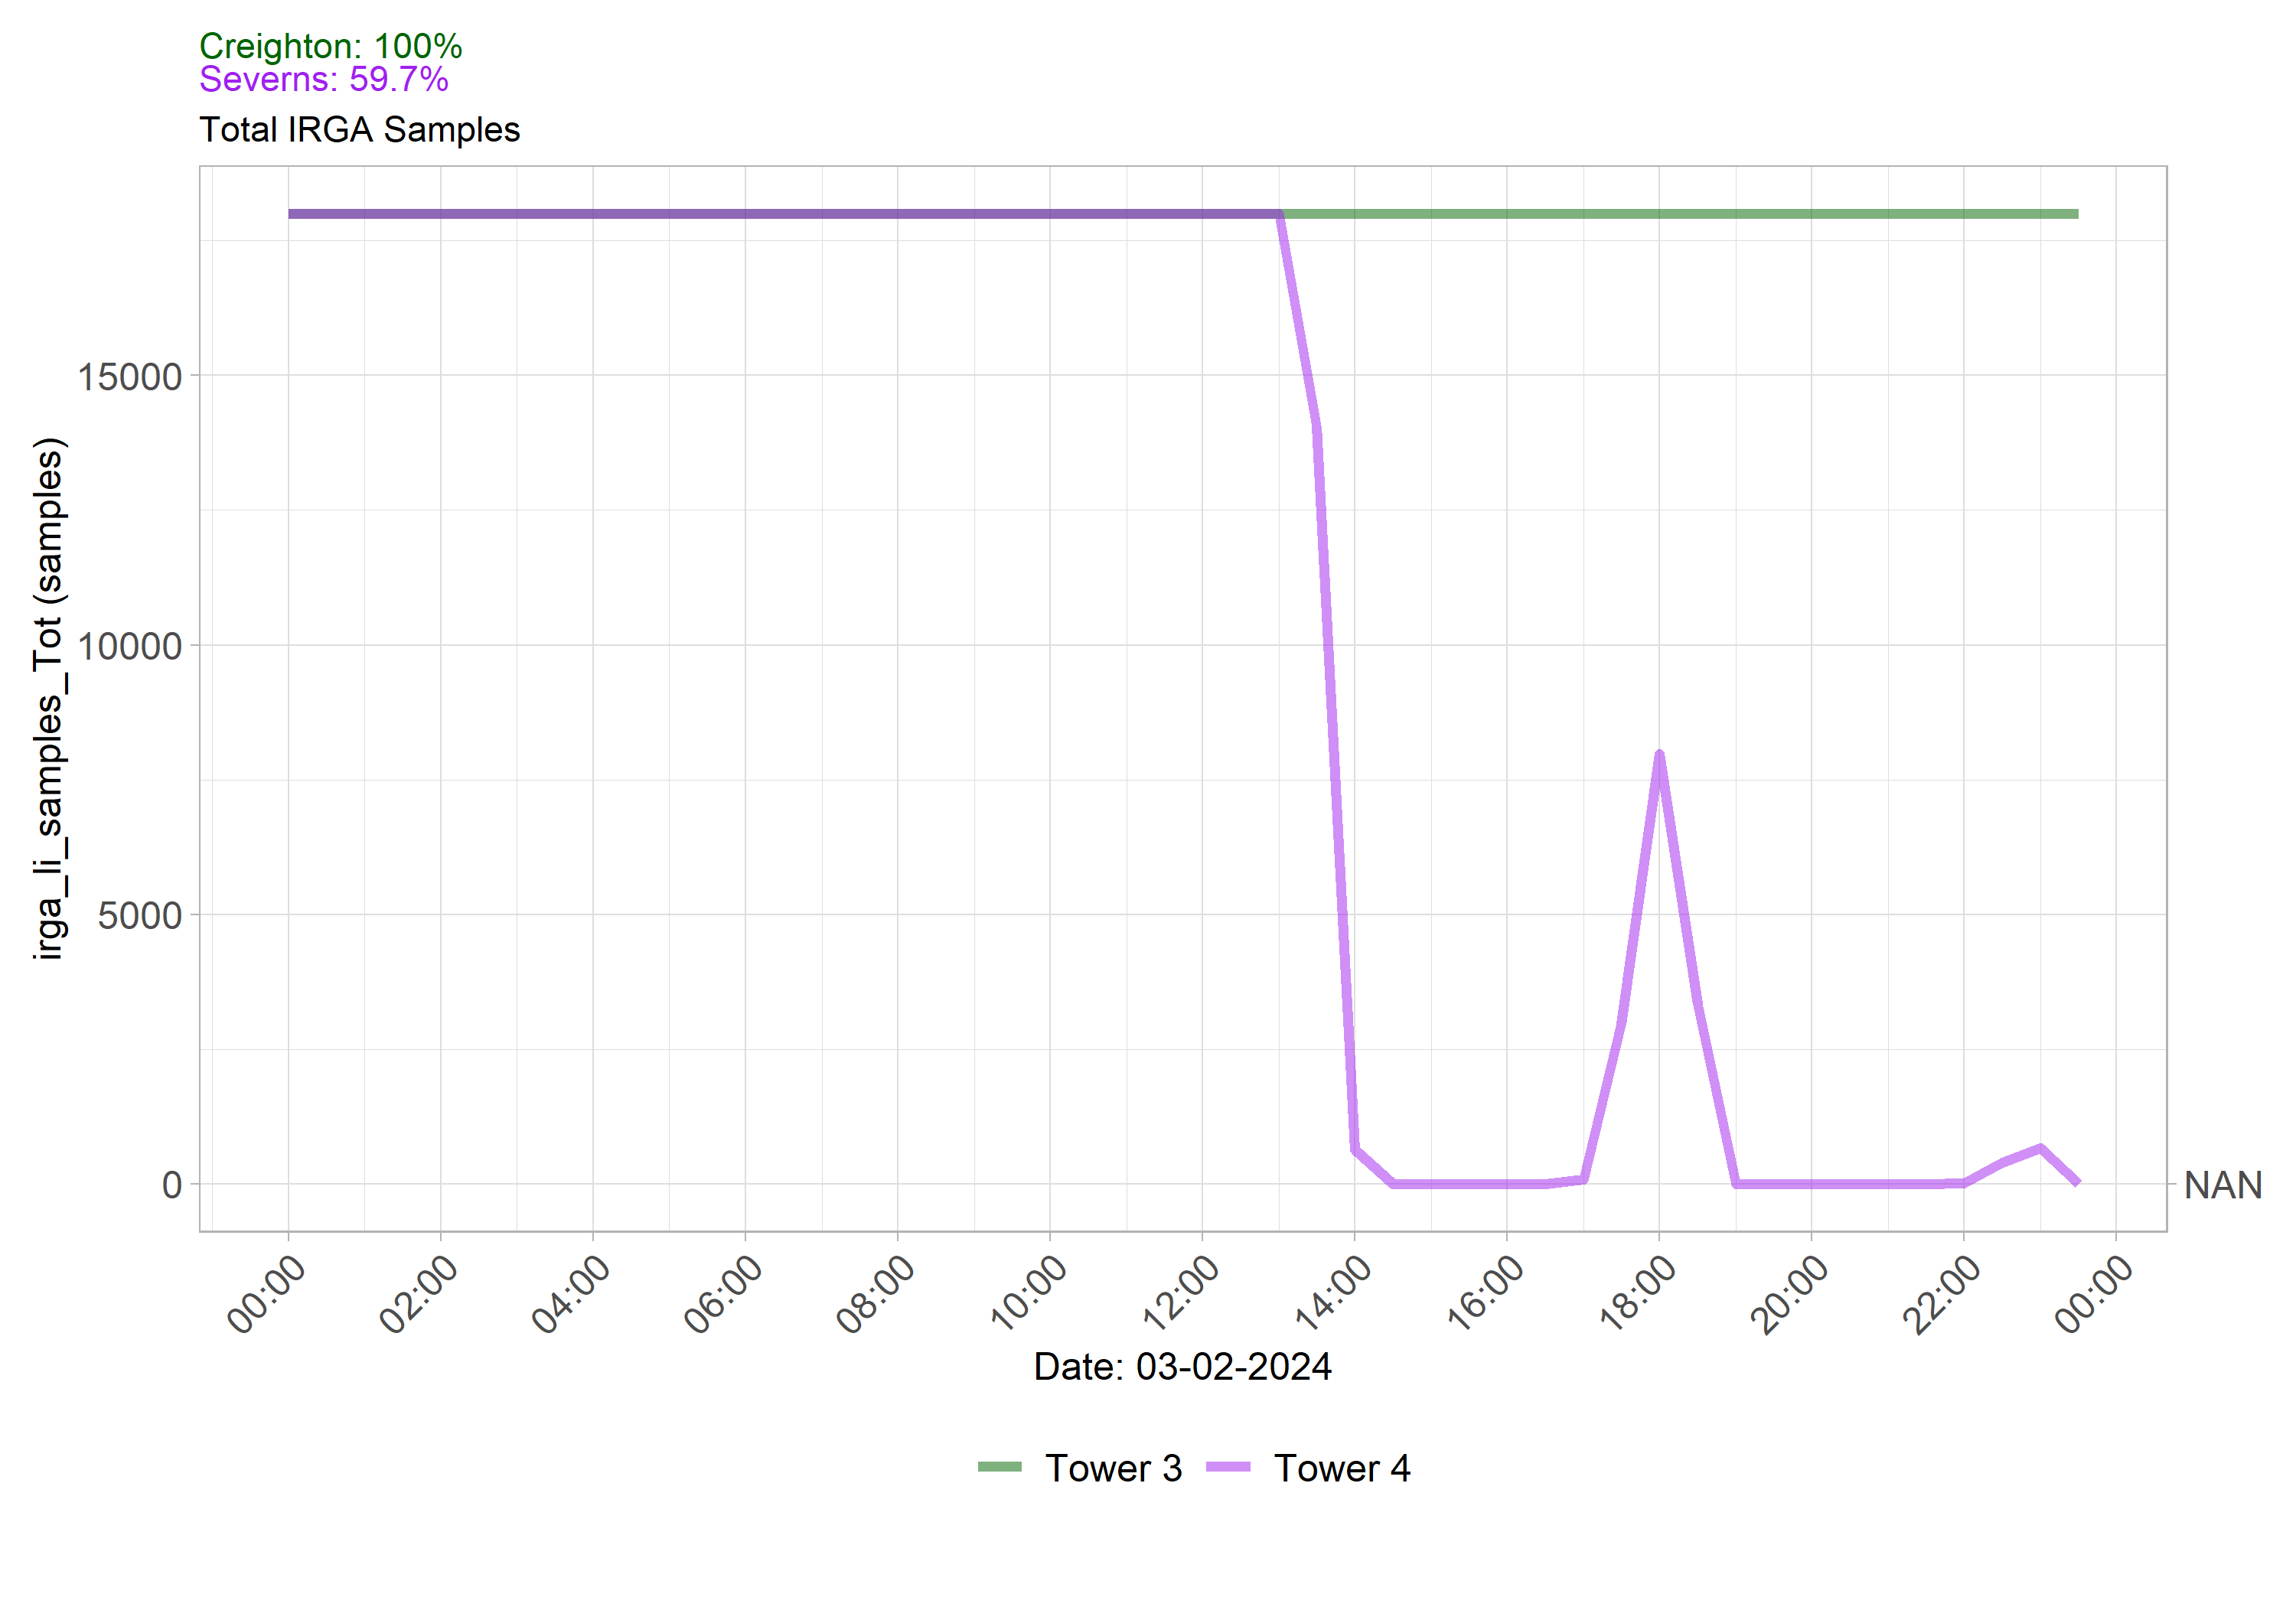 Creighton: 100%
Severns: 59.7%
Total IRGA Samples
irga_li_samples_Tot (samples)
15000
10000
5000
0
NAN
00:00 02:00 04:00 06:00 08:00 10:00 12:00 14:00 16:00 18:00 20:00 22:00 00:00
Date: 03-02-2024
Tower 3 Tower 4